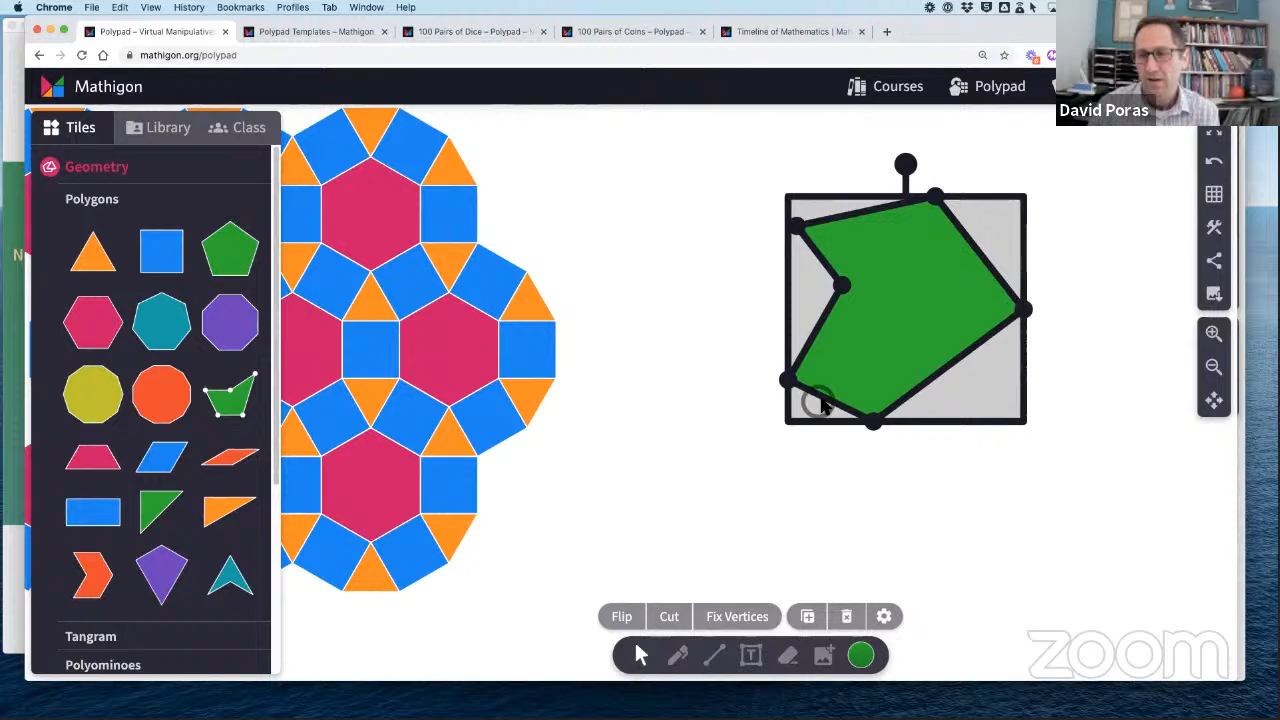 Chrome File Edit View History Bookmarks Profiles Tab Window Help
Polypad – Virtual Manipulatives Polypad Templates – Mathigon 100 Pairs of Dice – Polypad – 100 Pairs of Coins – Polypad – Timeline of Mathematics | Mat
mathigon.org/polypad
Mathigon Courses Polypad
David Poras
Tiles Library Class
Geometry
Polygons
N
Flip Cut Fix Vertices
Tangram
T
Polyominoes
zoom